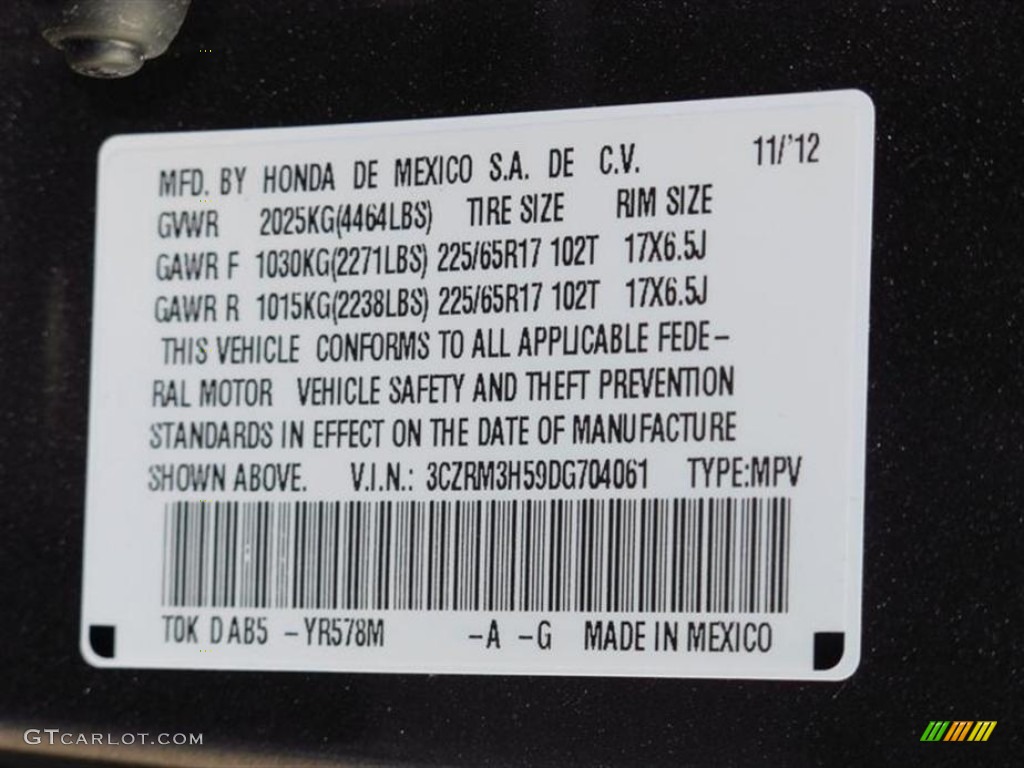 MFD. BY HONDA DE MEXICO S.A. DE C.V. 11/'12
GVWR 2025KG(4464LBS) TIRE SIZE RIM SIZE
GAWR F 1030KG(2271LBS) 225/65R17 102T 17X6.5J
GAWR R 1015KG(2238LBS) 225/65R17 102T 17X6.5J
THIS VEHICLE CONFORMS TO ALL APPLICABLE FEDE-
RAL MOTOR VEHICLE SAFETY AND THEFT PREVENTION
STANDARDS IN EFFECT ON THE DATE OF MANUFACTURE
SHOWN ABOVE. V.I.N.: 3CZRM3H59DG704061 TYPE:MPV
T0K DAB5 -YR578M -A -G MADE IN MEXICO
GTCARLOT.COM